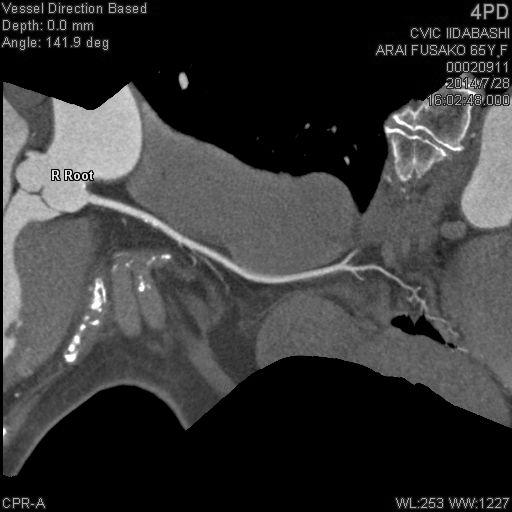 Vessel Direction Based
Depth: 0.0 mm
Angle: 141.9 deg
4PD
CVIC IIDABASHI
ARAI FUSAKO 65Y,F
00020911
2014/7/28
16:02:48.000
R Root
CPR-A
WL:253 WW:1227